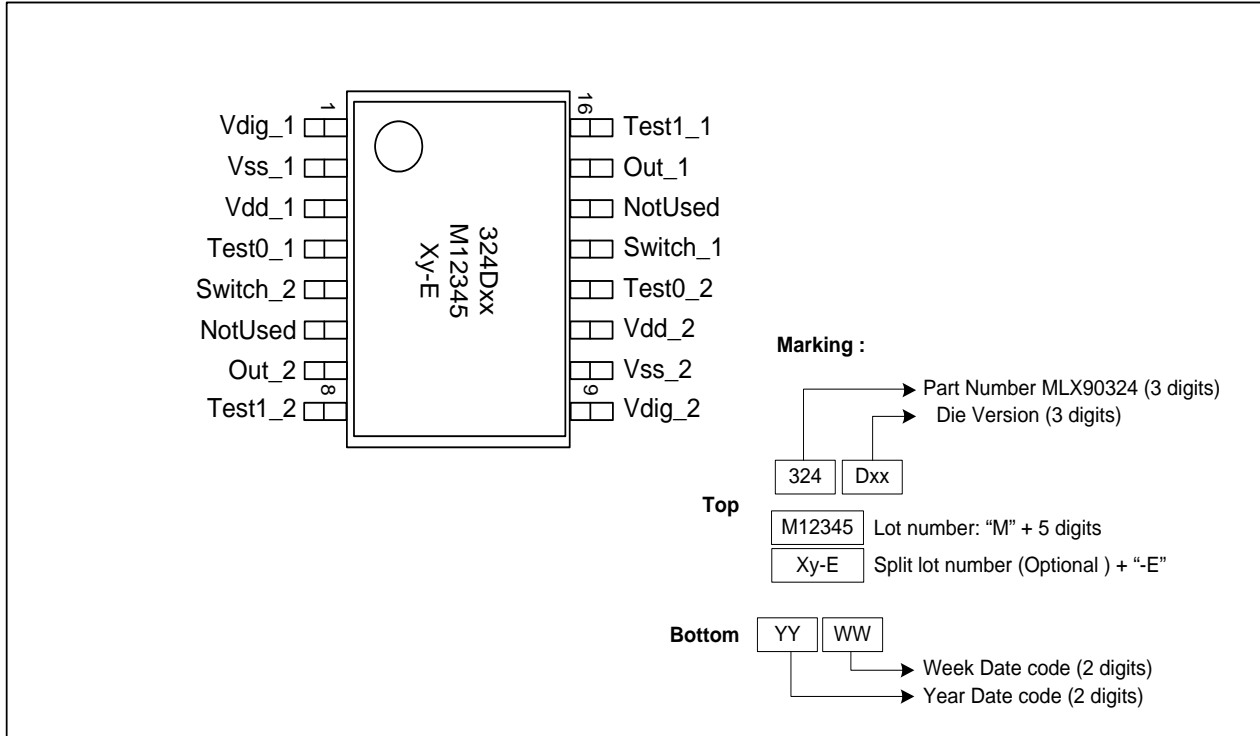 1
16
Vdig_1
Test1_1
Vss_1
Out_1
Vdd_1
NotUsed
Test0_1
Switch_1
Switch_2
Test0_2
NotUsed
Vdd_2
Out_2
Vss_2
8
9
Test1_2
Vdig_2
324Dxx
M12345
Xy-E
Marking :
Part Number MLX90324 (3 digits)
Die Version (3 digits)
324 Dxx
Top
M12345 Lot number: “M” + 5 digits
Xy-E Split lot number (Optional ) + “-E”
Bottom YY WW
Week Date code (2 digits)
Year Date code (2 digits)